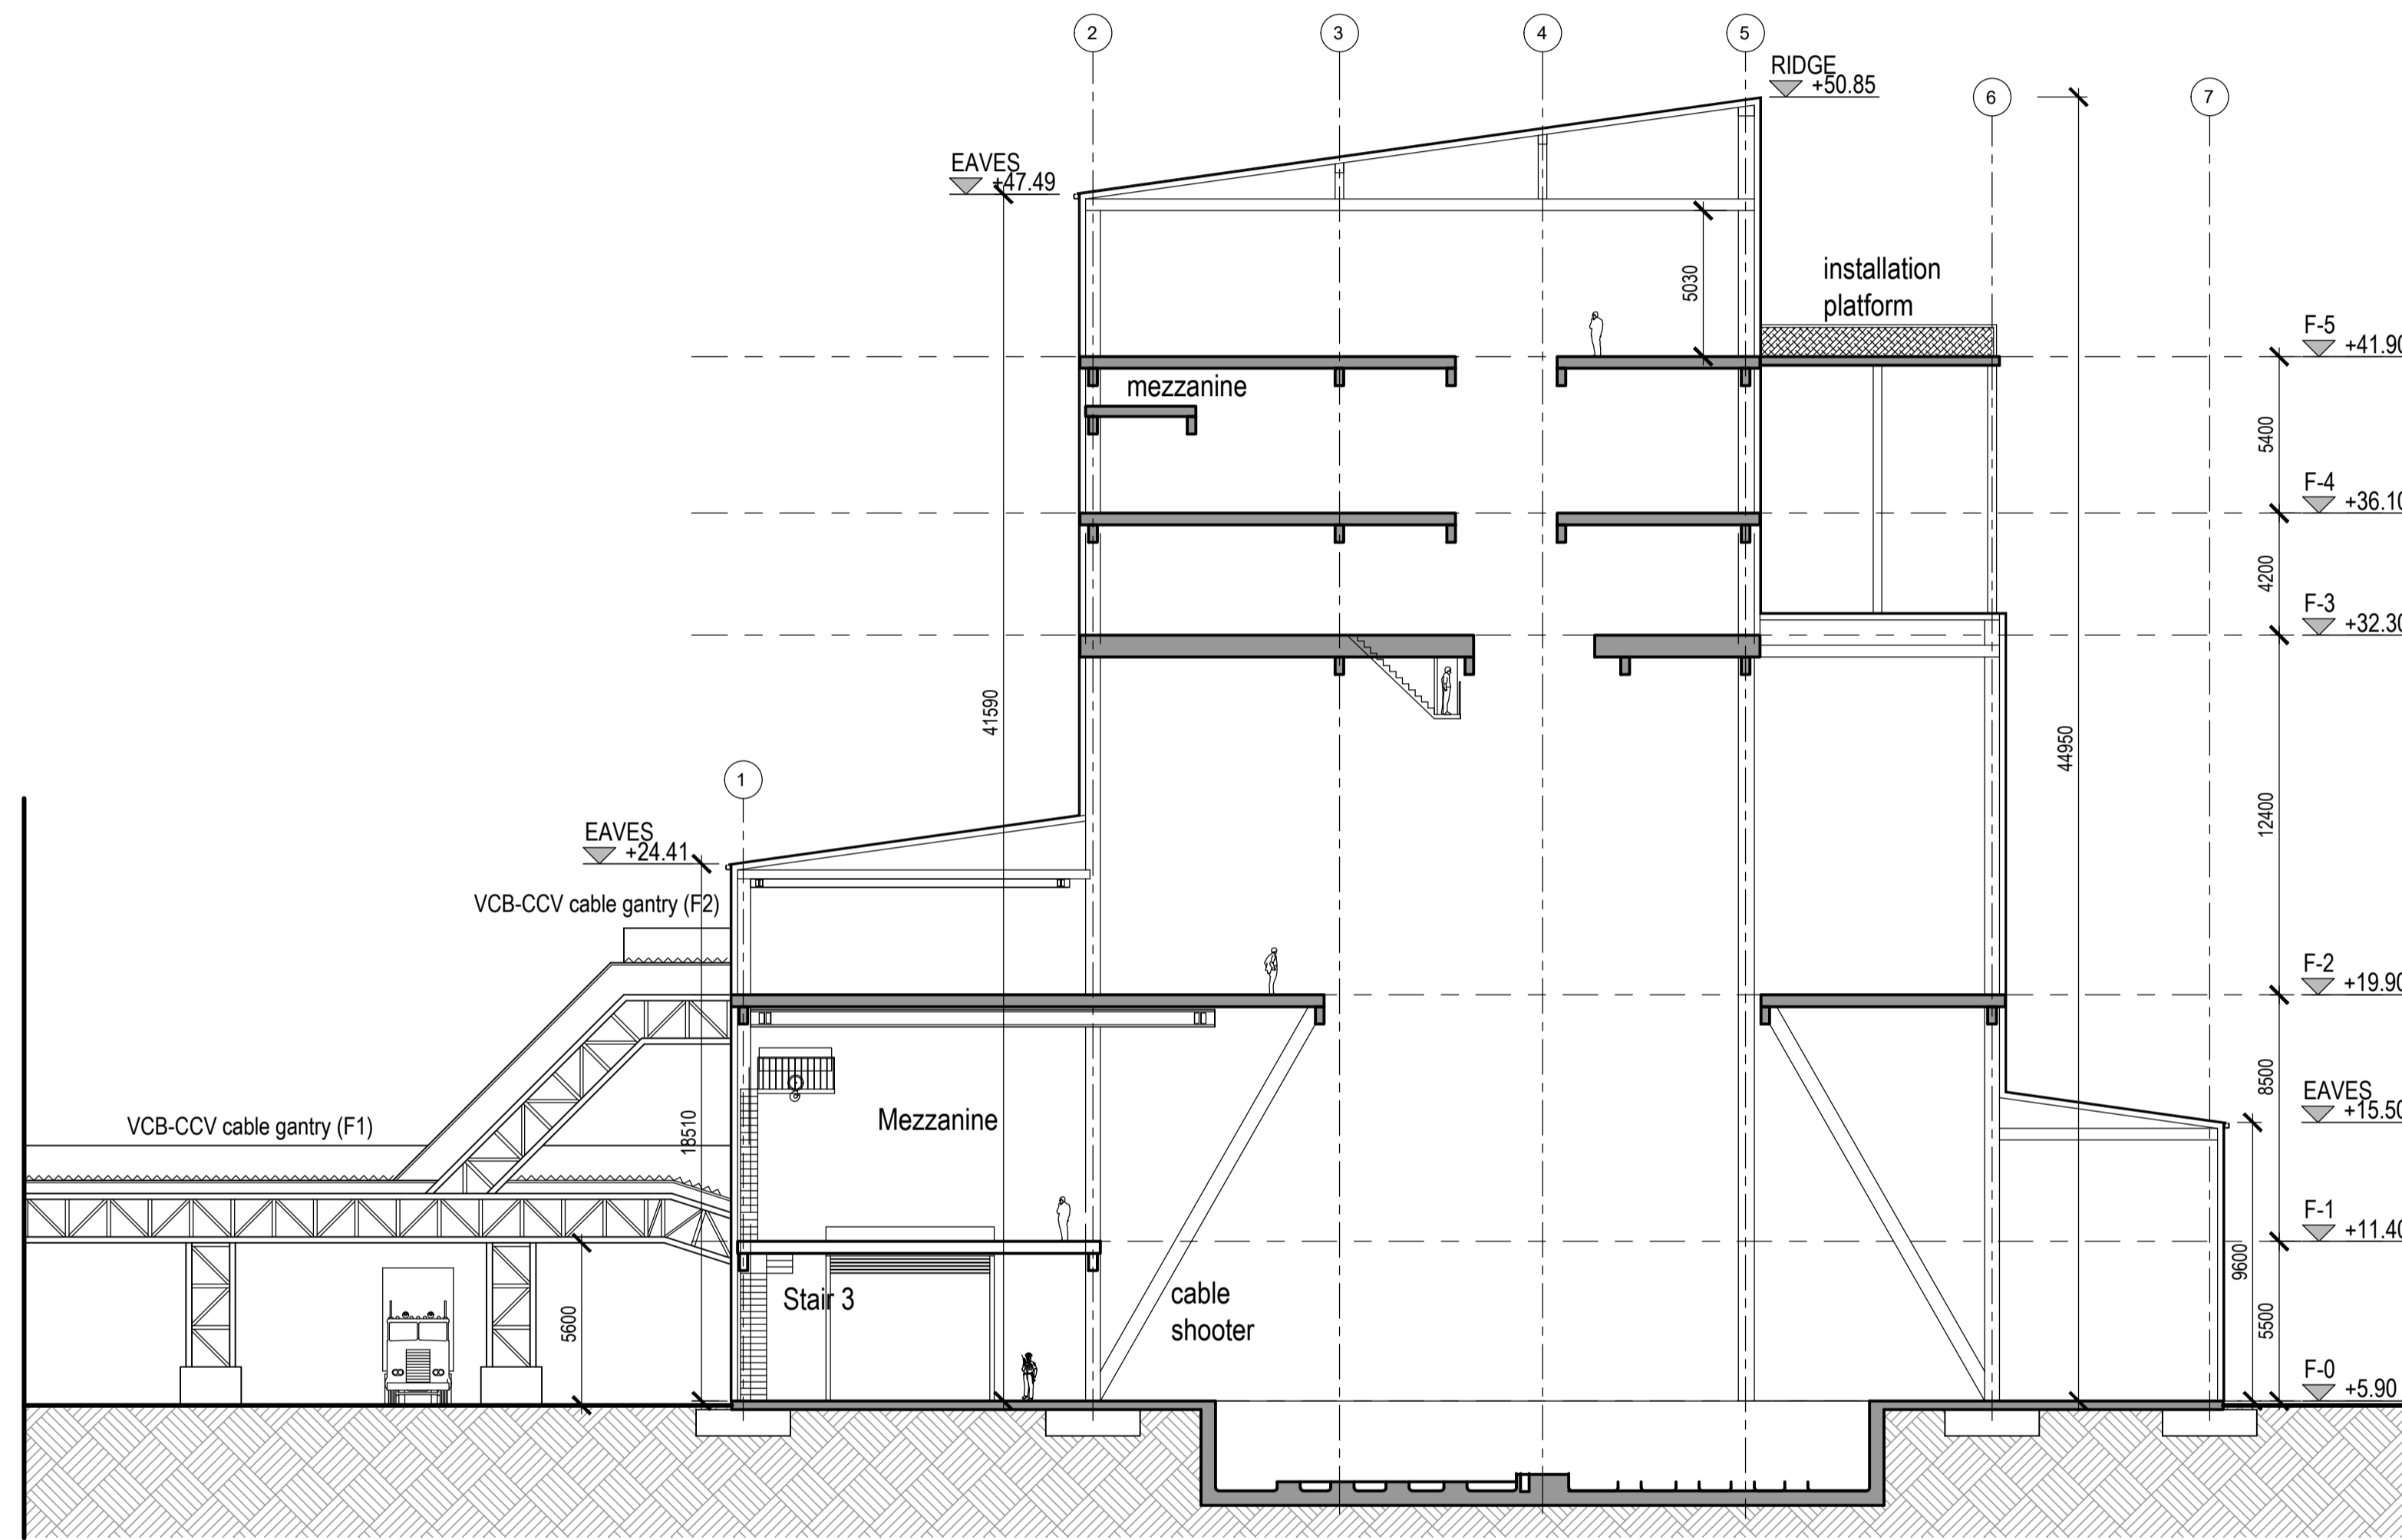 2
3
4
5
RIDGE
+50.85
6
7
EAVES
+47.49
installation
platform
5030
F-5
+41.90
mezzanine
5400
F-4
+36.10
4200
F-3
+32.30
41590
44950
1
12400
EAVES
+24.41
VCB-CCV cable gantry (F2)
F-2
+19.90
8500
EAVES
+15.50
VCB-CCV cable gantry (F1)
18510
Mezzanine
F-1
+11.40
9600
5500
5600
Stair 3
cable
shooter
F-0
+5.90